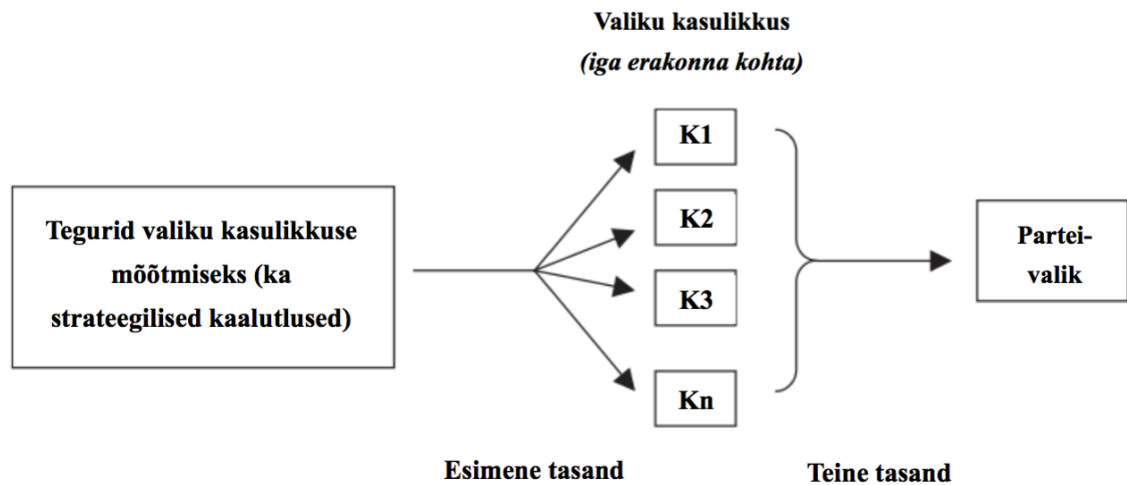 Valiku kasulikkus
(iga erakonna kohta)
Tegurid valiku kasulikkuse
mõõtmiseks (ka
strateegilised kaalutlused)
K1
K2
K3
Kn
Partei-
valik
Esimene tasand
Teine tasand